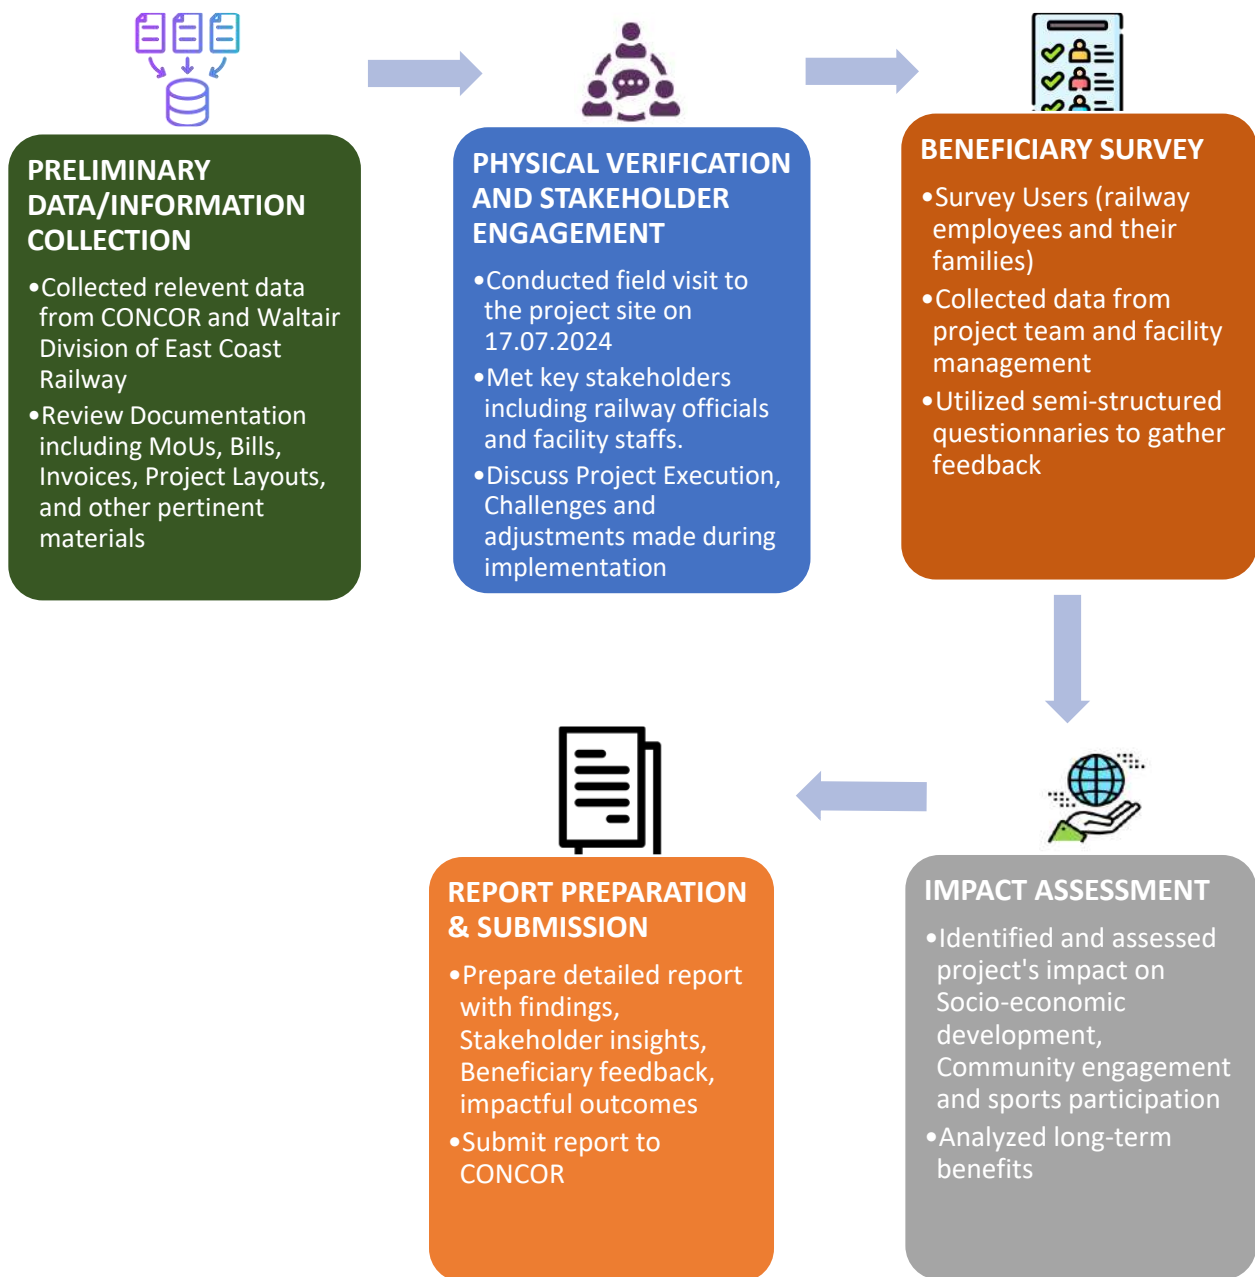 PRELIMINARY
DATA/INFORMATION
COLLECTION
•Collected relevent data
from CONCOR and Waltair
Division of East Coast
Railway
•Review Documentation
including MoUs, Bills,
Invoices, Project Layouts,
and other pertinent
materials
PHYSICAL VERIFICATION
AND STAKEHOLDER
ENGAGEMENT
•Conducted field visit to
the project site on
17.07.2024
•Met key stakeholders
including railway officials
and facility staffs.
•Discuss Project Execution,
Challenges and
adjustments made during
implementation
BENEFICIARY SURVEY
•Survey Users (railway
employees and their
families)
•Collected data from
project team and facility
management
•Utilized semi-structured
questionnaries to gather
feedback
IMPACT ASSESSMENT
•Identified and assessed
project's impact on
Socio-economic
development,
Community engagement
and sports participation
•Analyzed long-term
benefits
REPORT PREPARATION
& SUBMISSION
•Prepare detailed report
with findings,
Stakeholder insights,
Beneficiary feedback,
impactful outcomes
•Submit report to
CONCOR